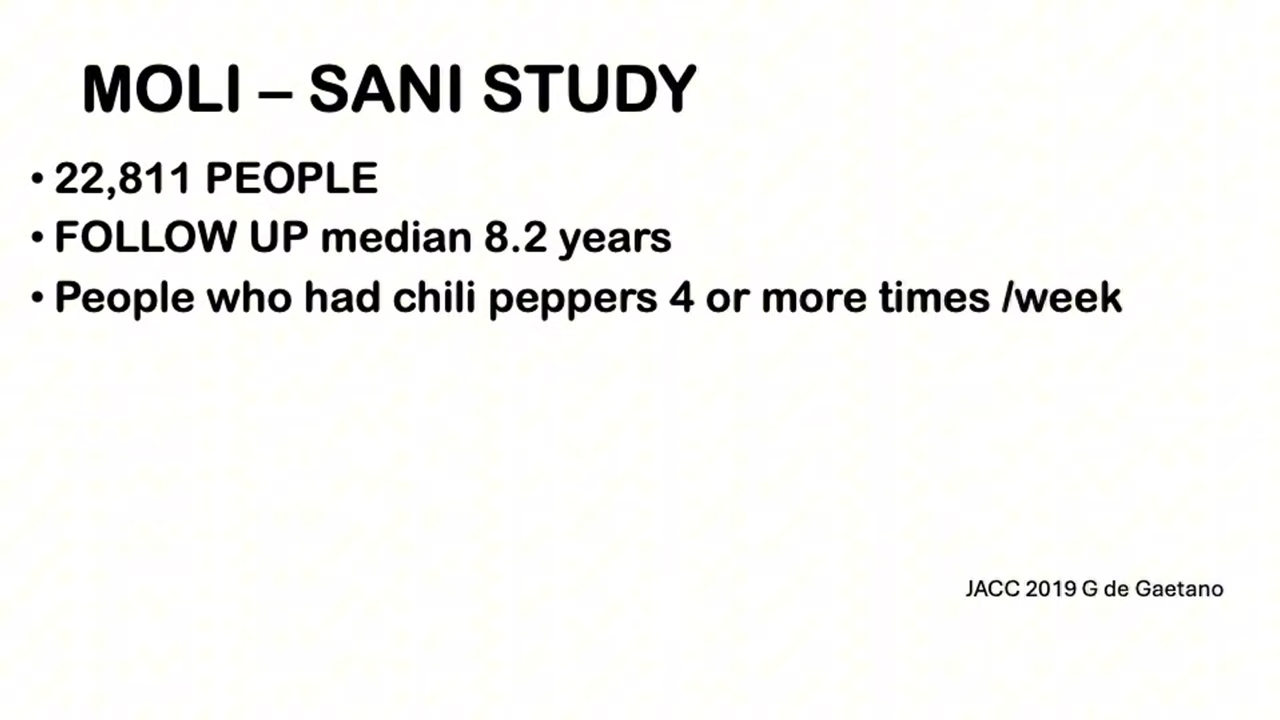 MOLI – SANI STUDY
• 22,811 PEOPLE
• FOLLOW UP median 8.2 years
• People who had chili peppers 4 or more times /week
JACC 2019 G de Gaetano